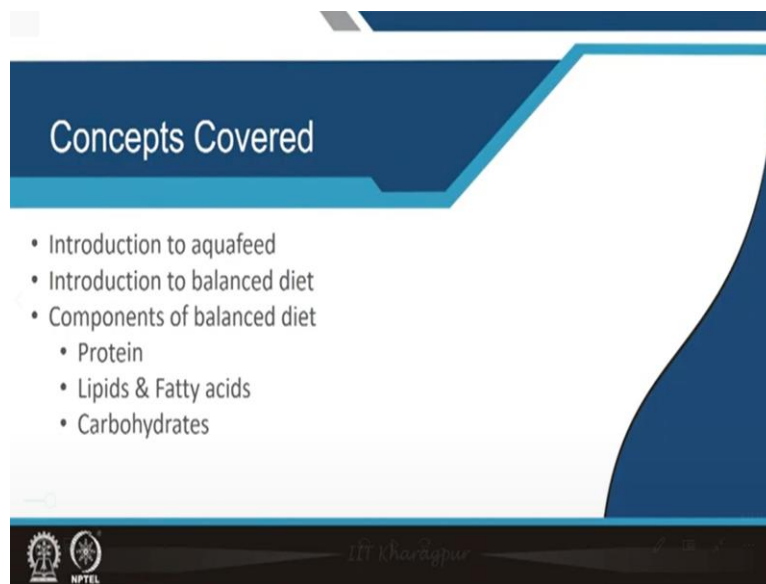 Concepts Covered
• Introduction to aquafeed
• Introduction to balanced diet
• Components of balanced diet
• Protein
• Lipids & Fatty acids
• Carbohydrates
IIT Kharagpur
NPTEL